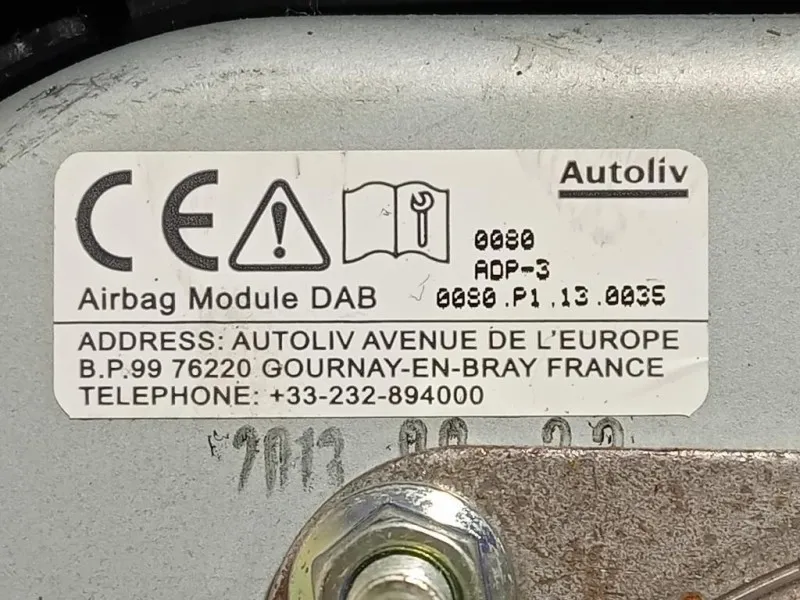 CE
Autoliv
0080
ADP-3
Airbag Module DAB
0080.P1.13.0035
ADDRESS: AUTOLIV AVENUE DE L'EUROPE
B.P.99 76220 GOURNAY-EN-BRAY FRANCE
TELEPHONE: +33-232-894000